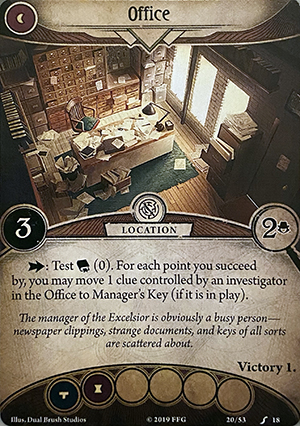 Office
3
LOCATION
2
: Test (0). For each point you succeed
by, you may move 1 clue controlled by an investigator
in the Office to Manager's Key (if it is in play).
The manager of the Excelsior is obviously a busy person—
newspaper clippings, strange documents, and keys of all sorts
are scattered about.
Victory 1.
Illus. Dual Brush Studios
© 2019 FFG
20/53
18